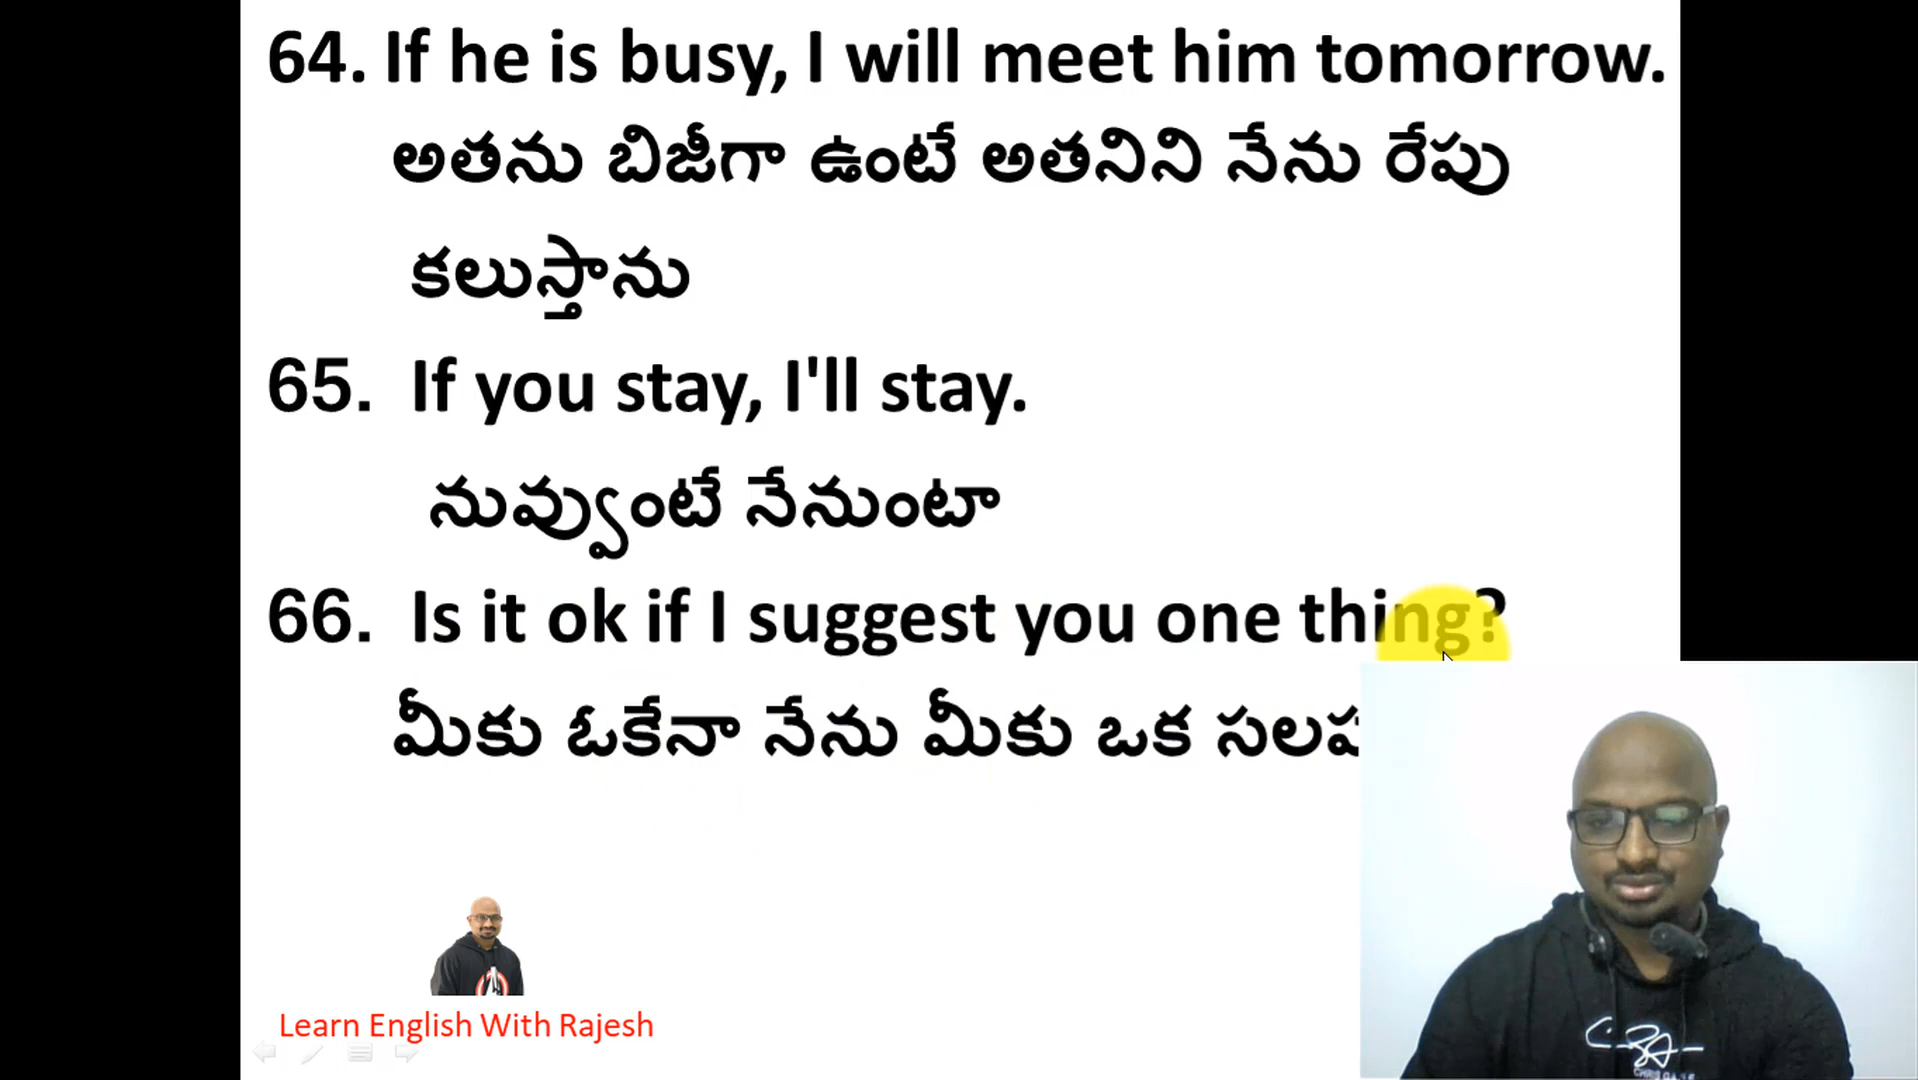 64. If he is busy, I will meet him tomorrow.
అతను బిజీగా ఉంటే అతనిని నేను రేపు
కలుస్తాను
65. If you stay, I'll stay.
నువ్వుంటే నేనుంటా
66. Is it ok if I suggest you one thing?
మీకు ఓకేనా నేను మీకు ఒక
Learn English With Rajesh